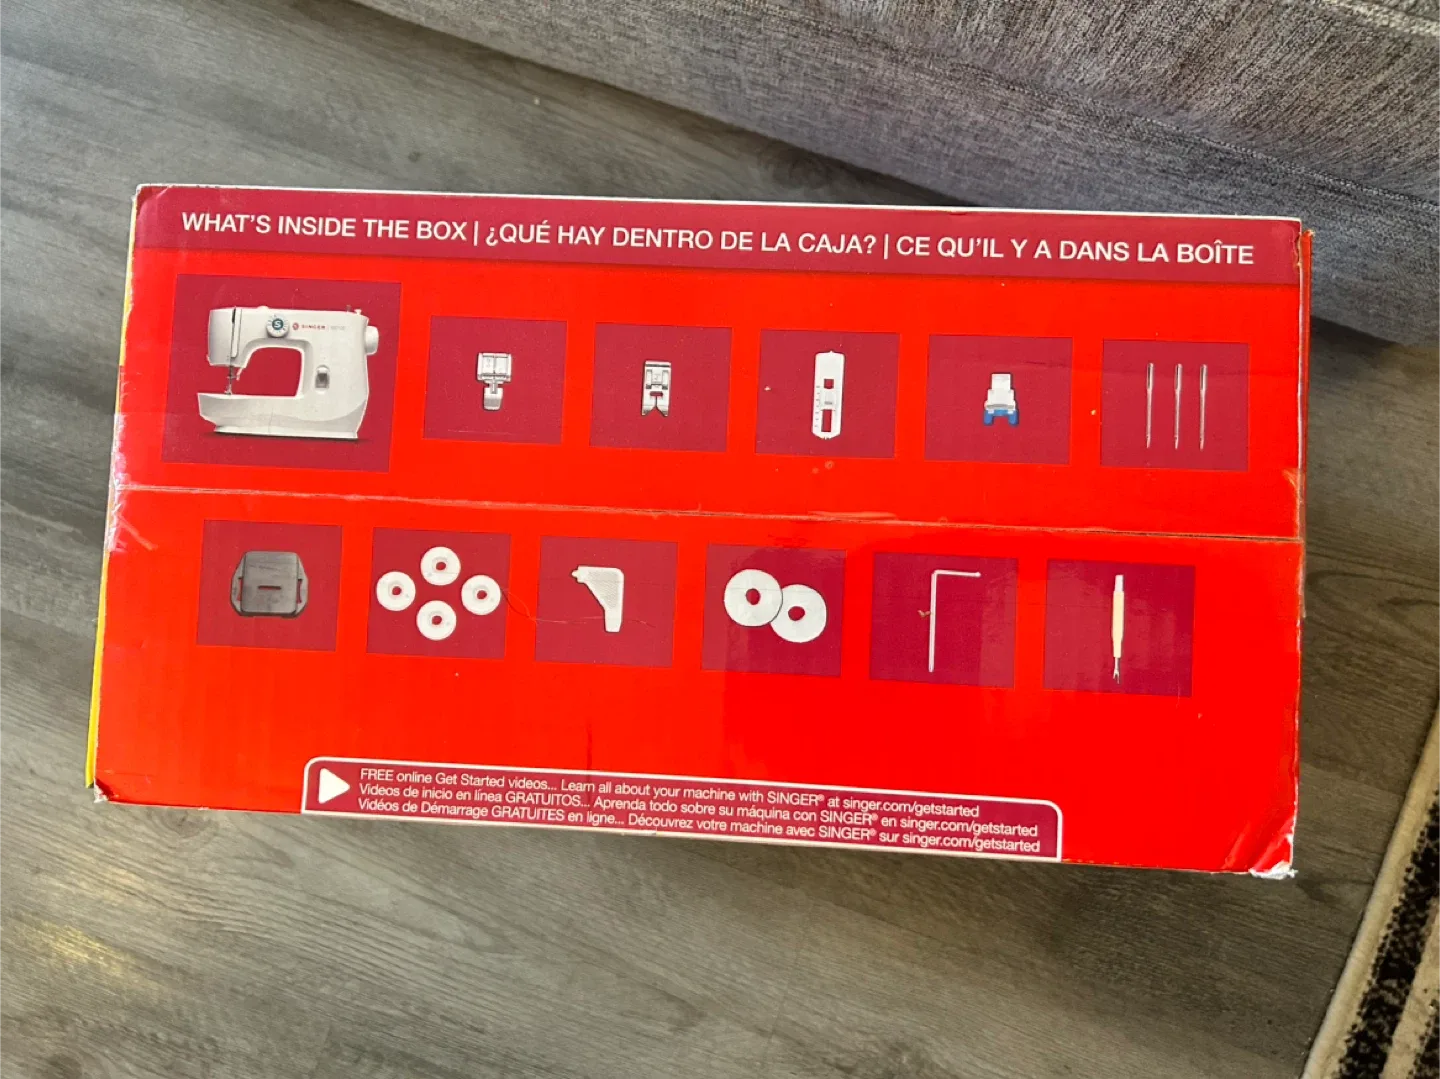 WHAT'S INSIDE THE BOX | ¿QUÉ HAY DENTRO DE LA CAJA? | CE QU'IL Y A DANS LA BOÎTE
S SINGER
FREE online Get Started videos... Learn all about your machine with SINGER® at singer.com/getstarted
Videos de inicio en línea GRATUITOS... Aprenda todo sobre su máquina con SINGER® en singer.com/getstarted
Vidéos de Démarrage GRATUITES en ligne... Découvrez votre machine avec SINGER® sur singer.com/getstarted